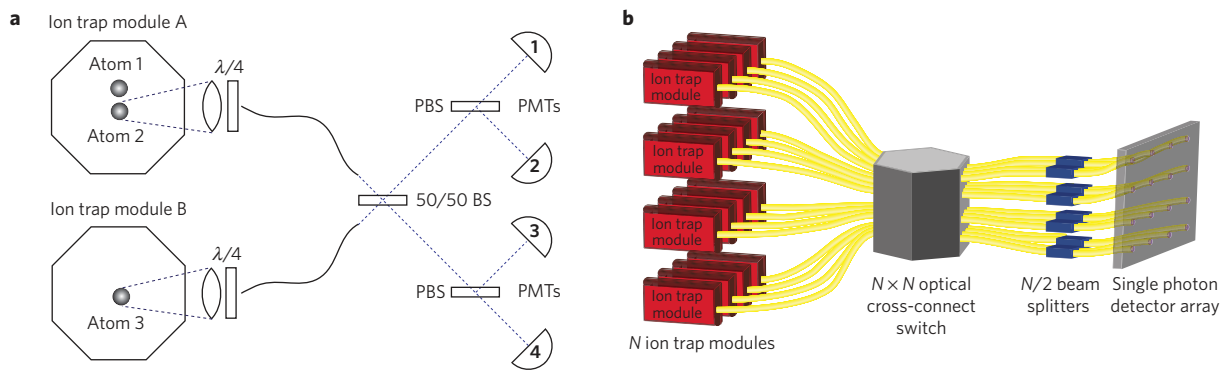 a
Ion trap module A
Atom 1
Atom 2
λ/4
Ion trap module B
λ/4
Atom 3
50/50 BS
PBS
PMTs
1
2
PBS
PMTs
3
4
b
Ion trap
module
Ion trap
module
Ion trap
module
Ion trap
module
N ion trap modules
N × N optical
cross-connect
switch
N/2 beam
splitters
Single photon
detector array